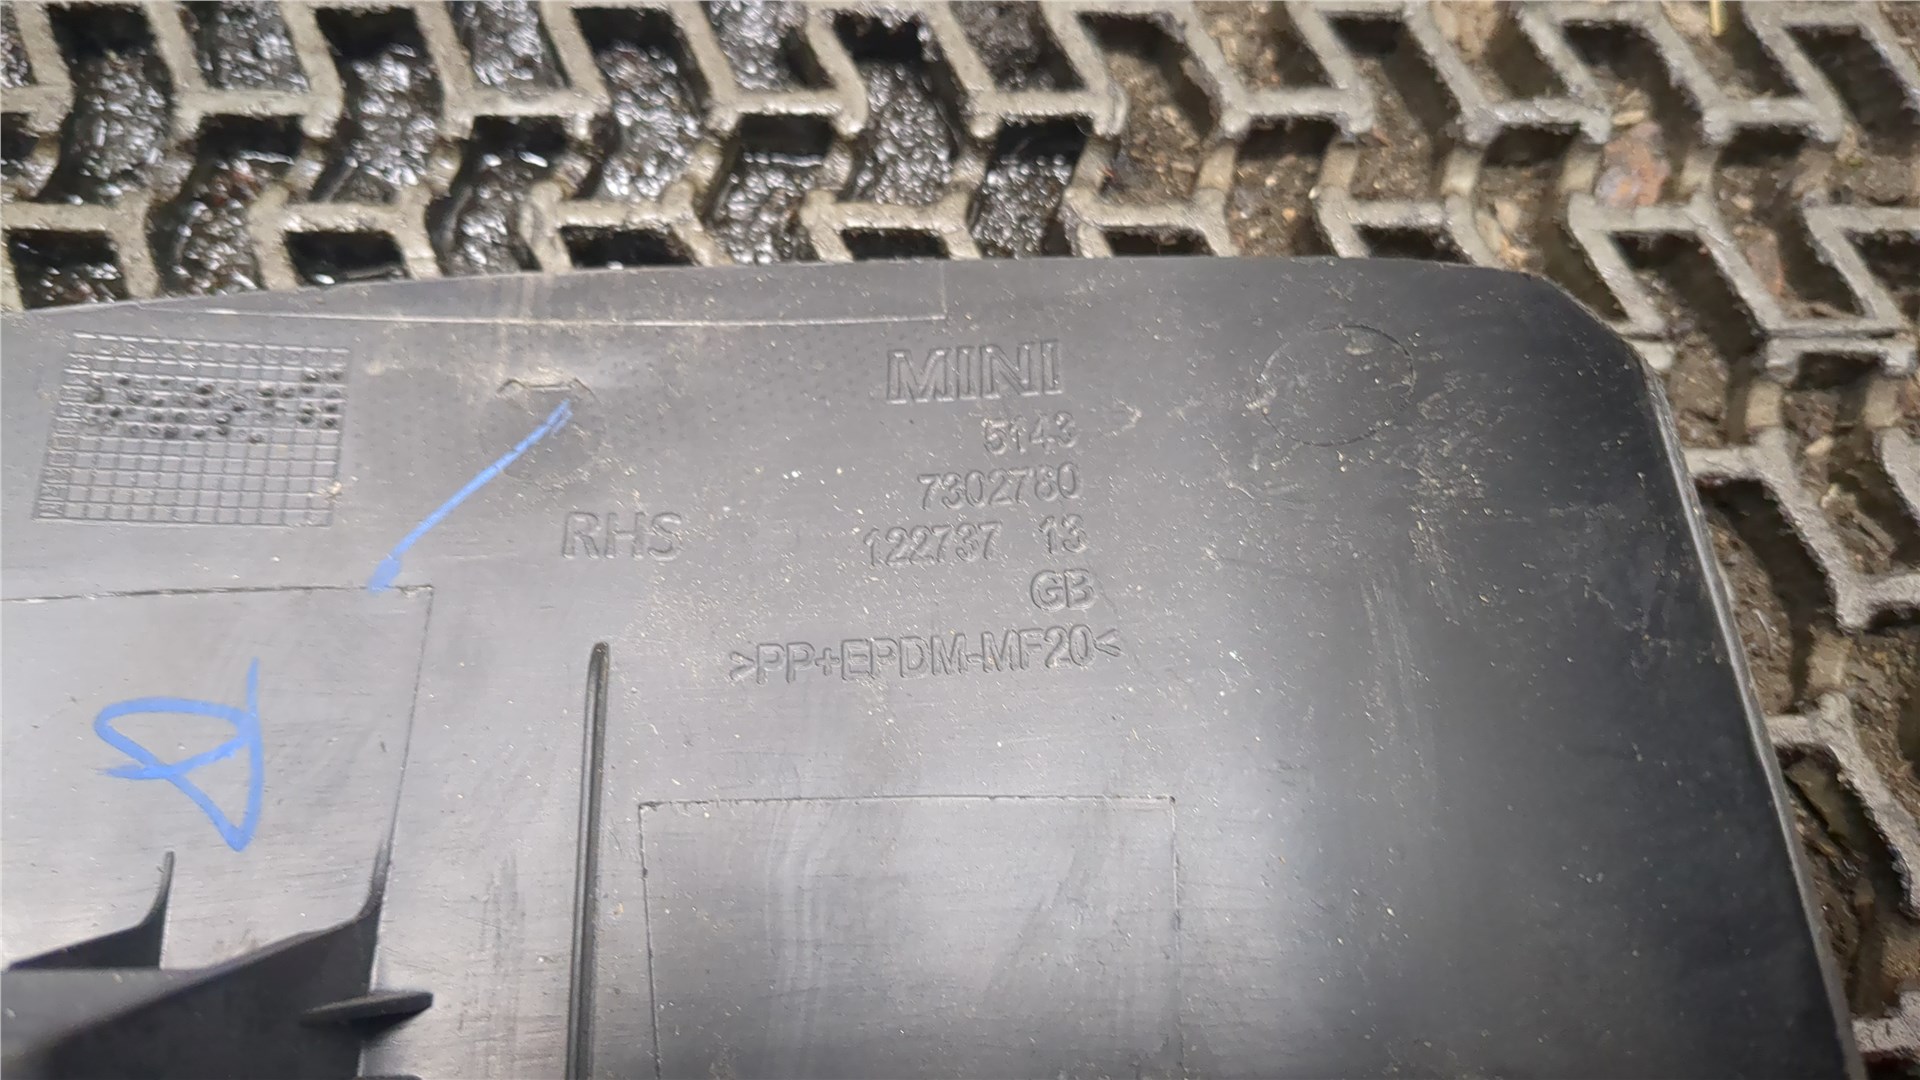 MINI
5143
7302780
RHS
122737 13
GB
>PP+EPDM-MF20<